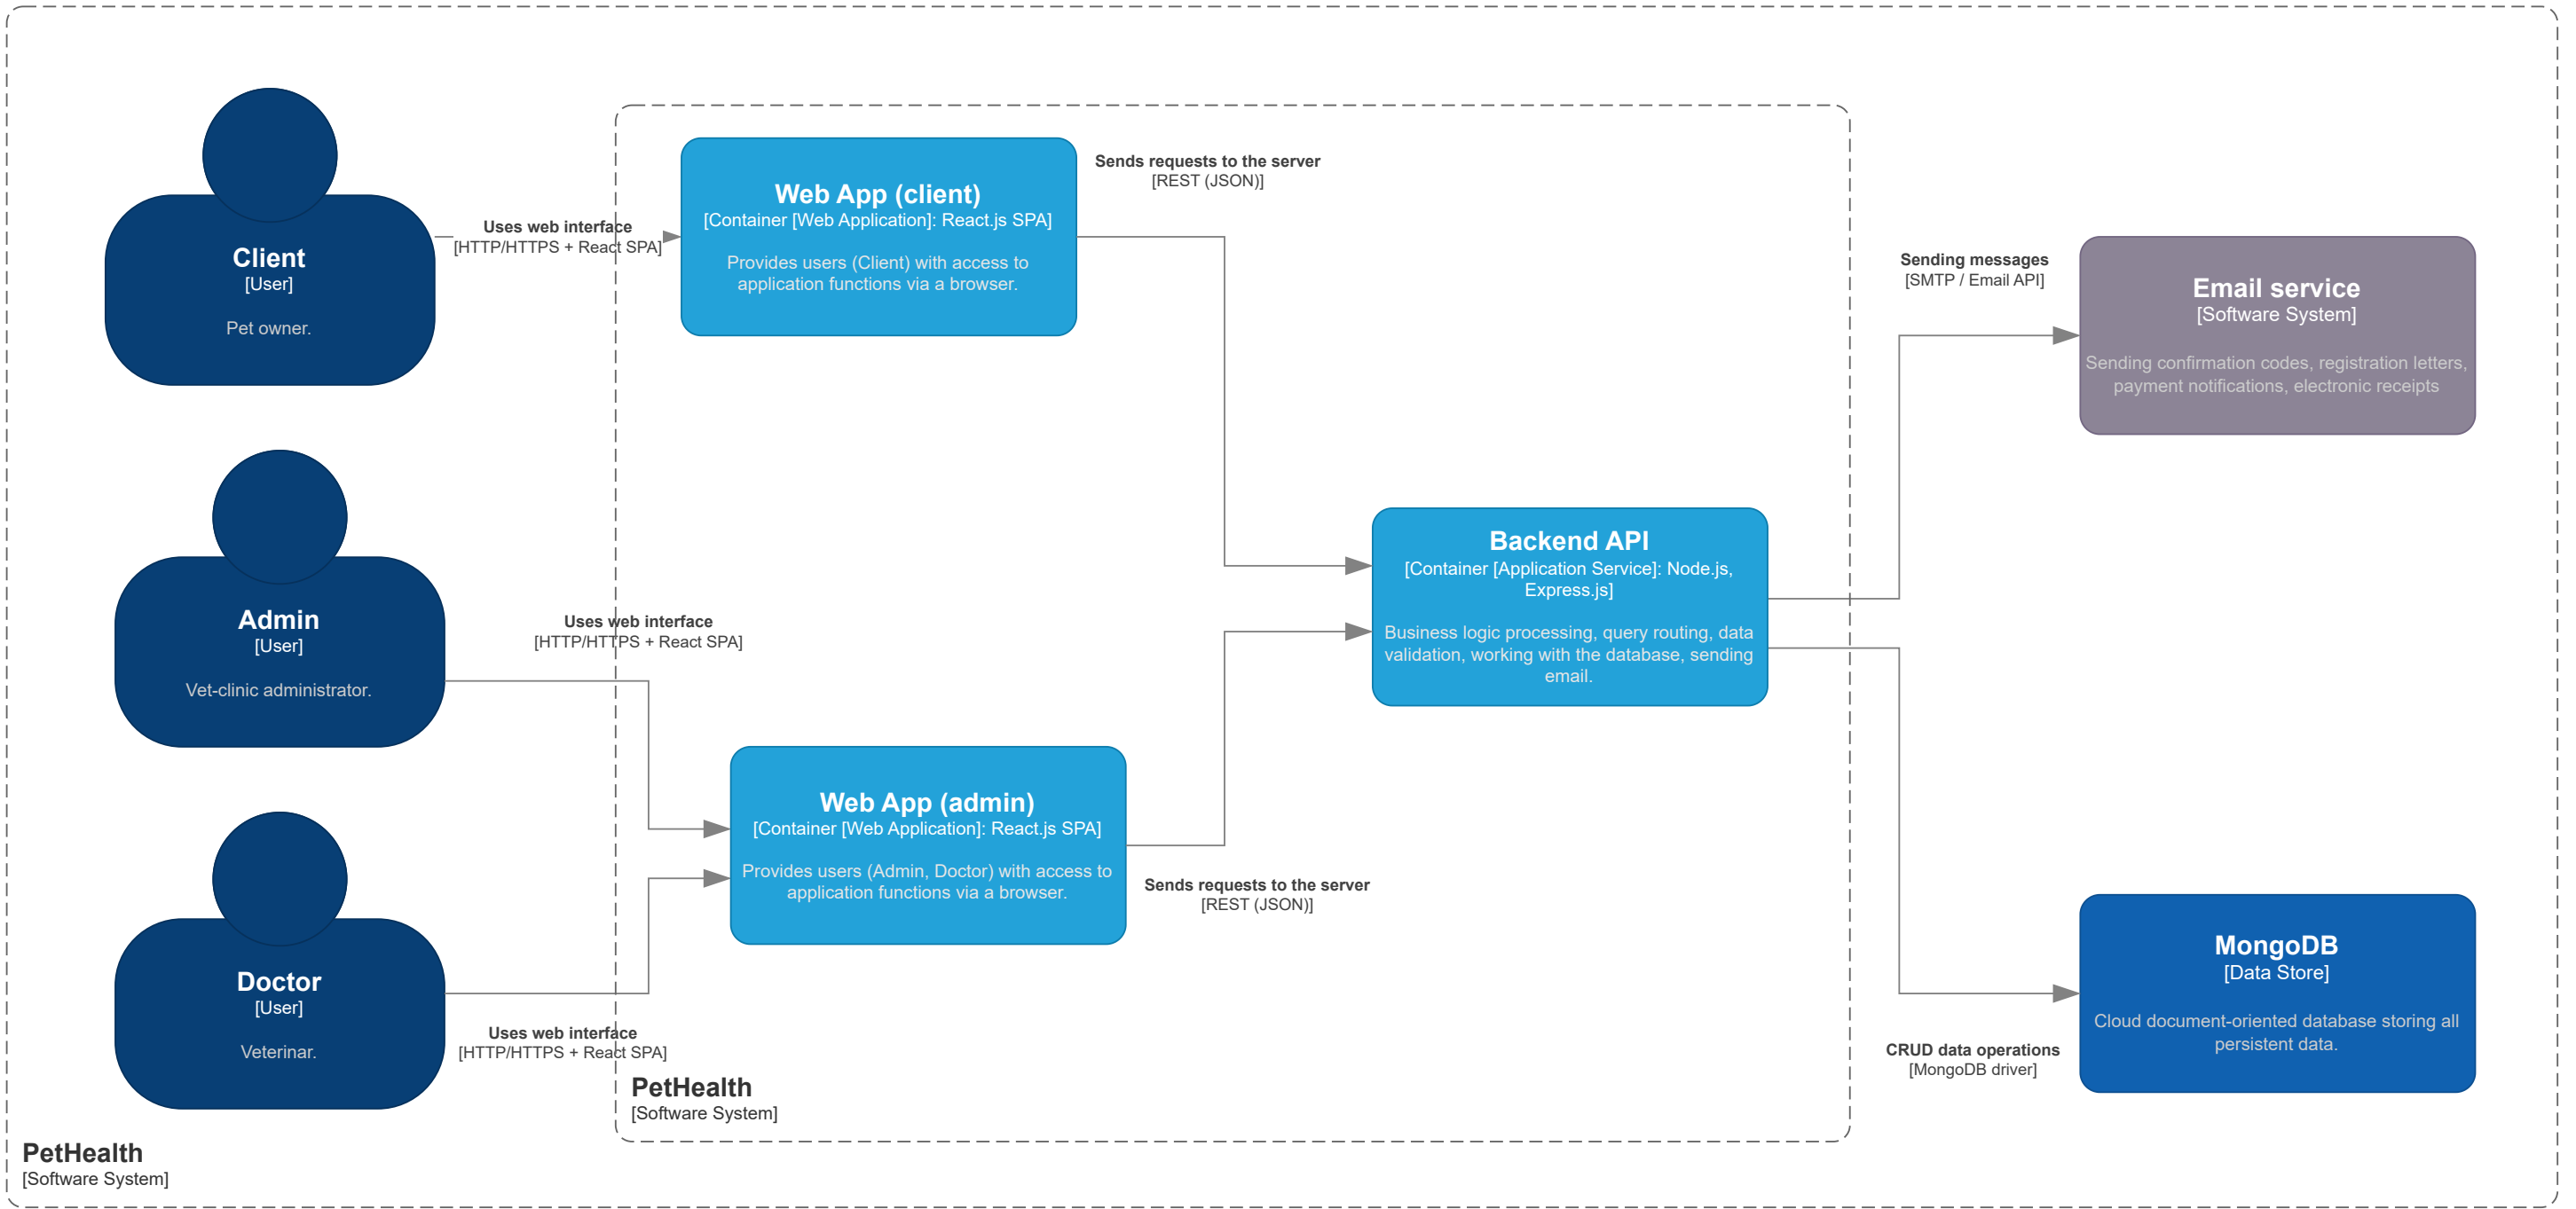 Client
[User]
Pet owner.
Uses web interface
[HTTP/HTTPS + React SPA]
Web App (client)
[Container [Web Application]: React.js SPA]
Provides users (Client) with access to
application functions via a browser.
Sends requests to the server
[REST (JSON)]
Sending messages
[SMTP / Email API]
Email service
[Software System]
Sending confirmation codes, registration letters,
payment notifications, electronic receipts
Admin
[User]
Vet-clinic administrator.
Uses web interface
[HTTP/HTTPS + React SPA]
Backend API
[Container [Application Service]: Node.js,
Express.js]
Business logic processing, query routing, data
validation, working with the database, sending
email.
Web App (admin)
[Container [Web Application]: React.js SPA]
Provides users (Admin, Doctor) with access to
application functions via a browser.
Sends requests to the server
[REST (JSON)]
Doctor
[User]
Veterinar.
Uses web interface
[HTTP/HTTPS + React SPA]
MongoDB
[Data Store]
Cloud document-oriented database storing all
persistent data.
CRUD data operations
[MongoDB driver]
PetHealth
[Software System]
PetHealth
[Software System]